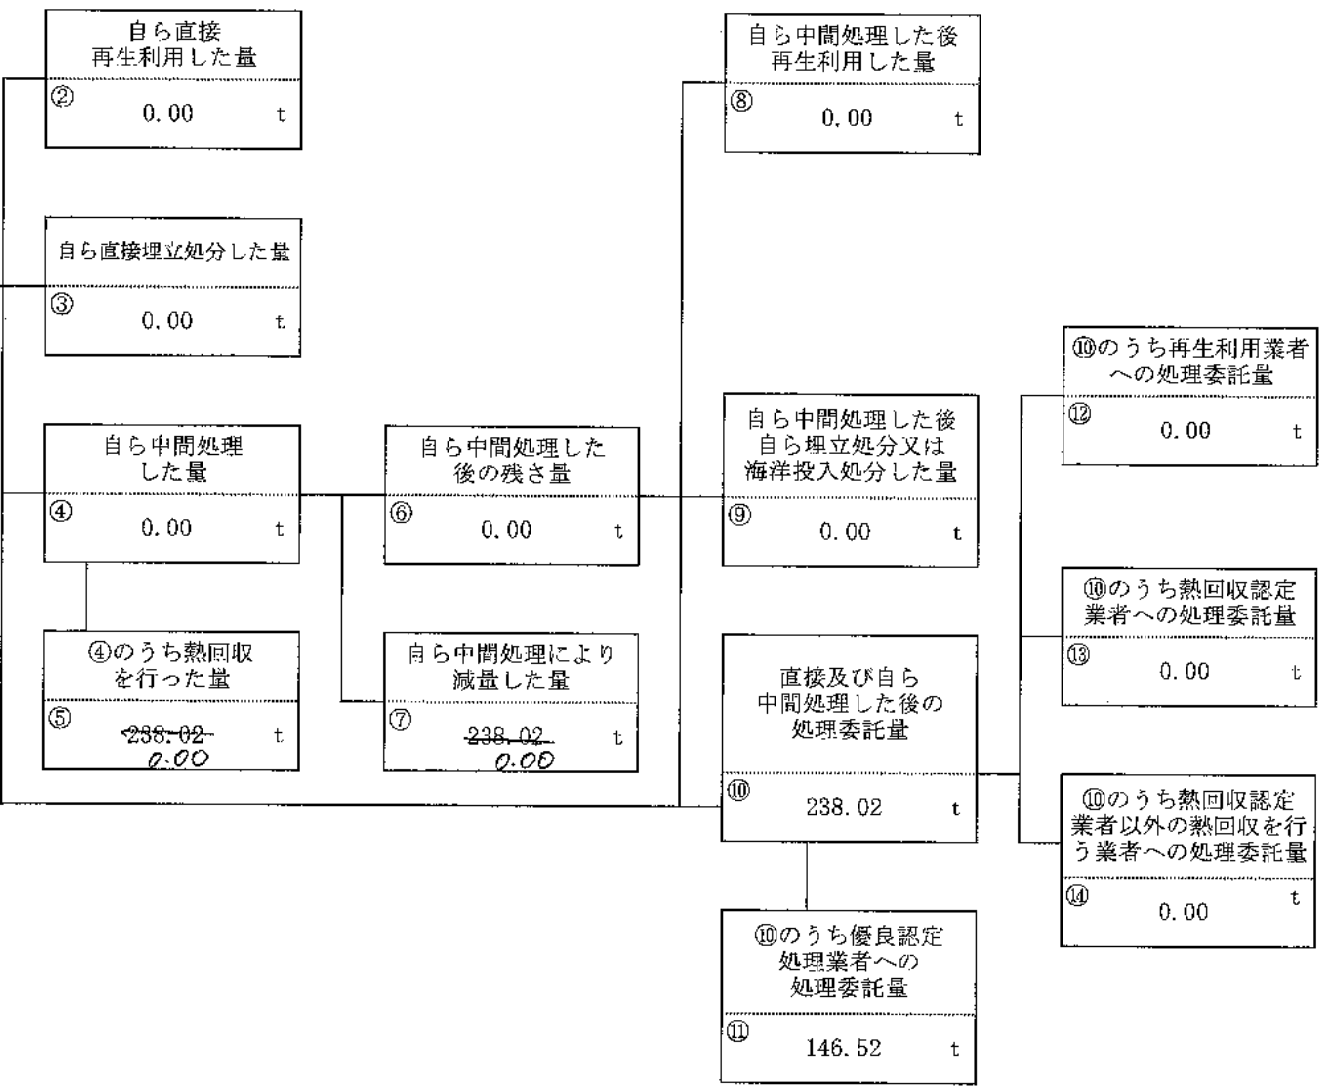 自ら直接
再生利用した量
② 0.00 t
自ら直接埋立処分した量
③ 0.00 t
自ら中間処理
した量
④ 0.00 t
④のうち熱回収
を行った量
⑤ 238.02 t
0.00
自ら中間処理した
後の残さ量
⑥ 0.00 t
自ら中間処理により
減量した量
⑦ 238.02 t
0.00
自ら中間処理した後
再生利用した量
⑧ 0.00 t
自ら中間処理した後
自ら埋立処分又は
海洋投入処分した量
⑨ 0.00 t
直接及び自ら
中間処理した後の
処理委託量
⑩ 238.02 t
⑩のうち優良認定
処理業者への
処理委託量
⑪ 146.52 t
⑩のうち再生利用業者
への処理委託量
⑫ 0.00 t
⑩のうち熱回収認定
業者への処理委託量
⑬ 0.00 t
⑩のうち熱回収認定
業者以外の熱回収を行
う業者への処理委託量
⑭ 0.00 t